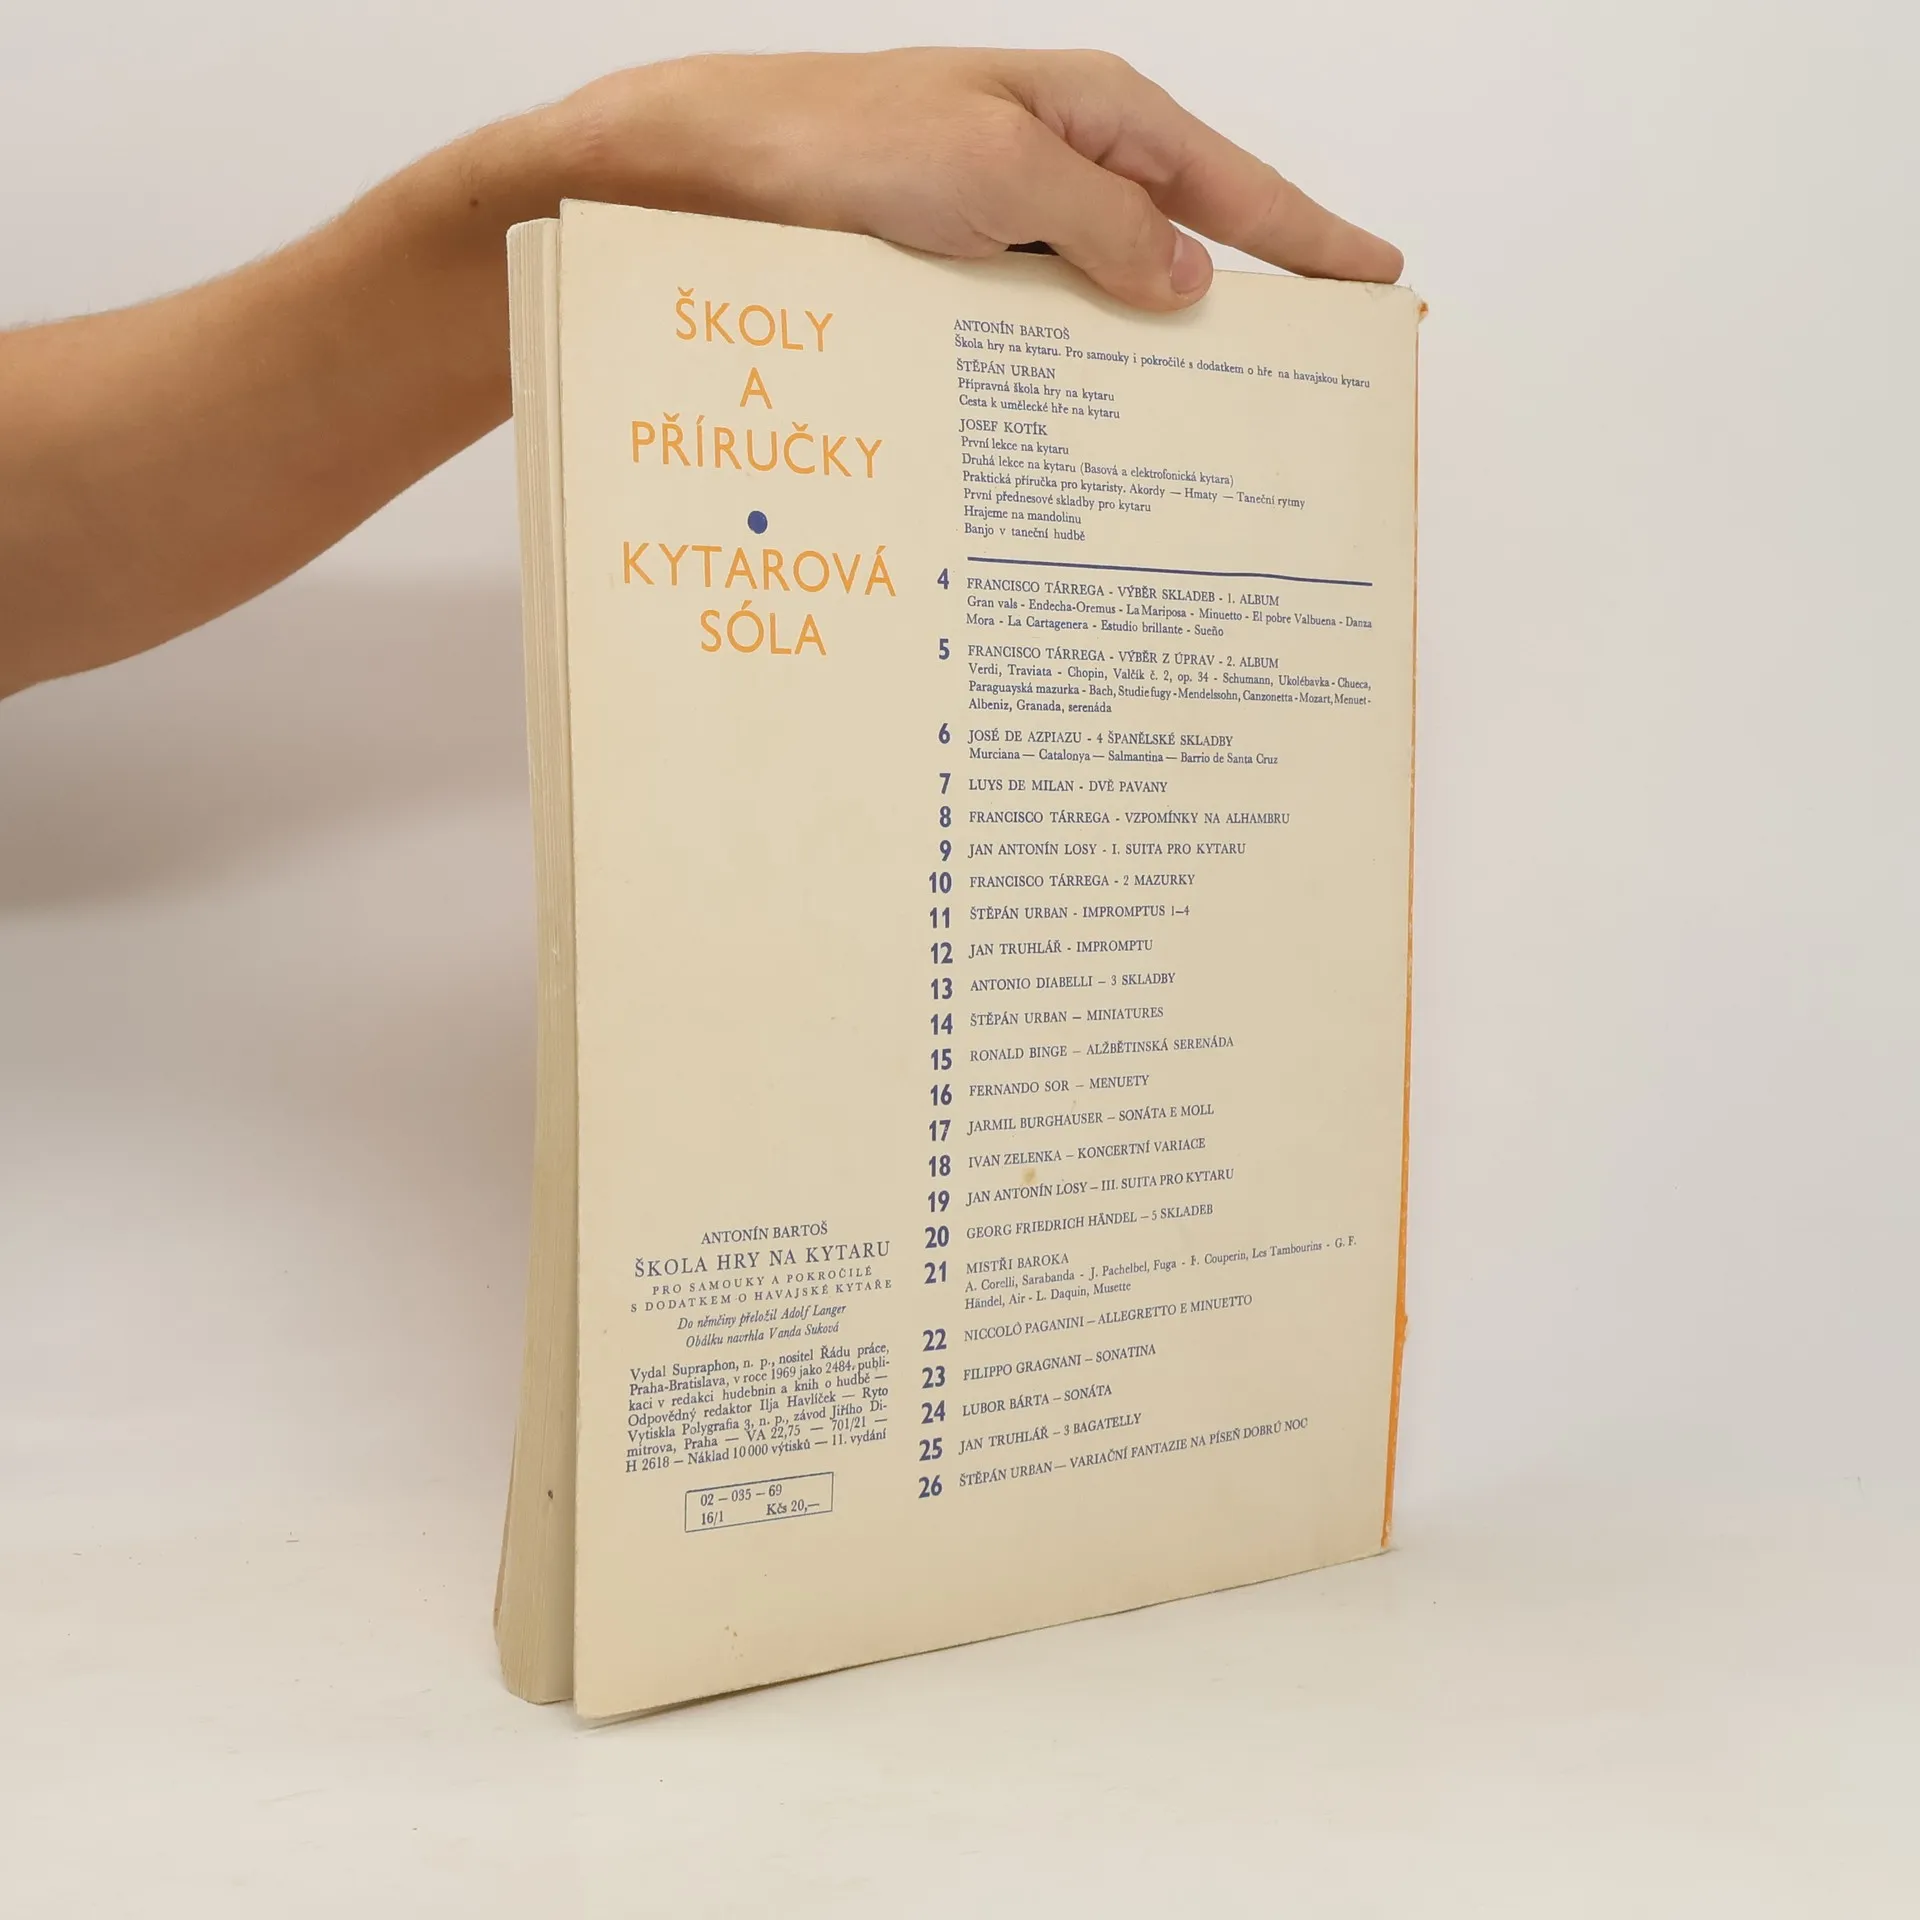 ŠKOLY
A
PŘÍRUČKY
KYTAROVÁ
SÓLA
ANTONÍN BARTOŠ
Škola hry na kytaru. Pro samouky i pokročilé s dodatkem o hře na havajskou kytaru
ŠTĚPÁN URBAN
Přípravná škola hry na kytaru
Cesta k umělecké hře na kytaru
JOSEF KOTÍK
První lekce na kytaru
Druhá lekce na kytaru (Basová a elektrofonická kytara)
Praktická příručka pro kytaristy. Akordy — Hmaty — Taneční rytmy
První přednesové skladby pro kytaru
Hrajeme na mandolinu
Banjo v taneční hudbě
4 FRANCISCO TÁRREGA - VÝBĚR SKLADEB - 1. ALBUM
Gran vals - Endecha-Oremus - La Mariposa - Minuetto - El pobre Valbuena - Danza
Mora - La Cartagenera - Estudio brillante - Sueño
5 FRANCISCO TÁRREGA - VÝBĚR Z ÚPRAV - 2. ALBUM
Verdi, Traviata - Chopin, Valčík č. 2, op. 34 - Schumann, Ukolébavka - Chueca,
Paraguayská mazurka - Bach, Studie fugy - Mendelssohn, Canzonetta - Mozart, Menuet -
Albeniz, Granada, serenáda
6 JOSÉ DE AZPIAZU - 4 ŠPANĚLSKÉ SKLADBY
Murciana — Catalonya — Salmantina — Barrio de Santa Cruz
7 LUYS DE MILAN - DVĚ PAVANY
8 FRANCISCO TÁRREGA - VZPOMÍNKY NA ALHAMBRU
9 JAN ANTONÍN LOSY - I. SUITA PRO KYTARU
10 FRANCISCO TÁRREGA - 2 MAZURKY
11 ŠTĚPÁN URBAN - IMPROMPTUS 1–4
12 JAN TRUHLÁŘ - IMPROMPTU
13 ANTONIO DIABELLI – 3 SKLADBY
14 ŠTĚPÁN URBAN – MINIATURES
15 RONALD BINGE – ALŽBĚTINSKÁ SERENÁDA
16 FERNANDO SOR – MENUETY
17 JARMIL BURGHAUSER – SONÁTA E MOLL
18 IVAN ZELENKA – KONCERTNÍ VARIACE
19 JAN ANTONÍN LOSY – III. SUITA PRO KYTARU
20 GEORG FRIEDRICH HÄNDEL – 5 SKLADEB
21 MISTŘI BAROKA
A. Corelli, Sarabanda - J. Pachelbel, Fuga - F. Couperin, Les Tambourins - G. F.
Händel, Air - L. Daquin, Musette
22 NICCOLÓ PAGANINI – ALLEGRETTO E MINUETTO
23 FILIPPO GRAGNANI – SONATINA
24 LUBOR BÁRTA – SONÁTA
25 JAN TRUHLÁŘ – 3 BAGATELLY
26 ŠTĚPÁN URBAN — VARIAČNÍ FANTAZIE NA PÍSEŇ DOBRÚ NOC
ANTONÍN BARTOŠ
ŠKOLA HRY NA KYTARU
PRO SAMOUKY A POKROČILÉ
S DODATKEM O HAVAJSKÉ KYTAŘE
Do němčiny přeložil Adolf Langer
Obálku navrhla Vanda Suková
Vydal Supraphon, n. p., nositel Řádu práce,
Praha-Bratislava, v roce 1969 jako 2484. publi-
kaci v redakci hudebnin a knih o hudbě —
Odpovědný redaktor Ilja Havlíček — Ryto
Vytiskla Polygrafia 3, n. p., závod Jiřího Di-
mitrova, Praha — VA 22,75 — 701/21 —
H 2618 — Náklad 10 000 výtisků — 11. vydání
02 – 035 – 69
16/1 Kčs 20,—